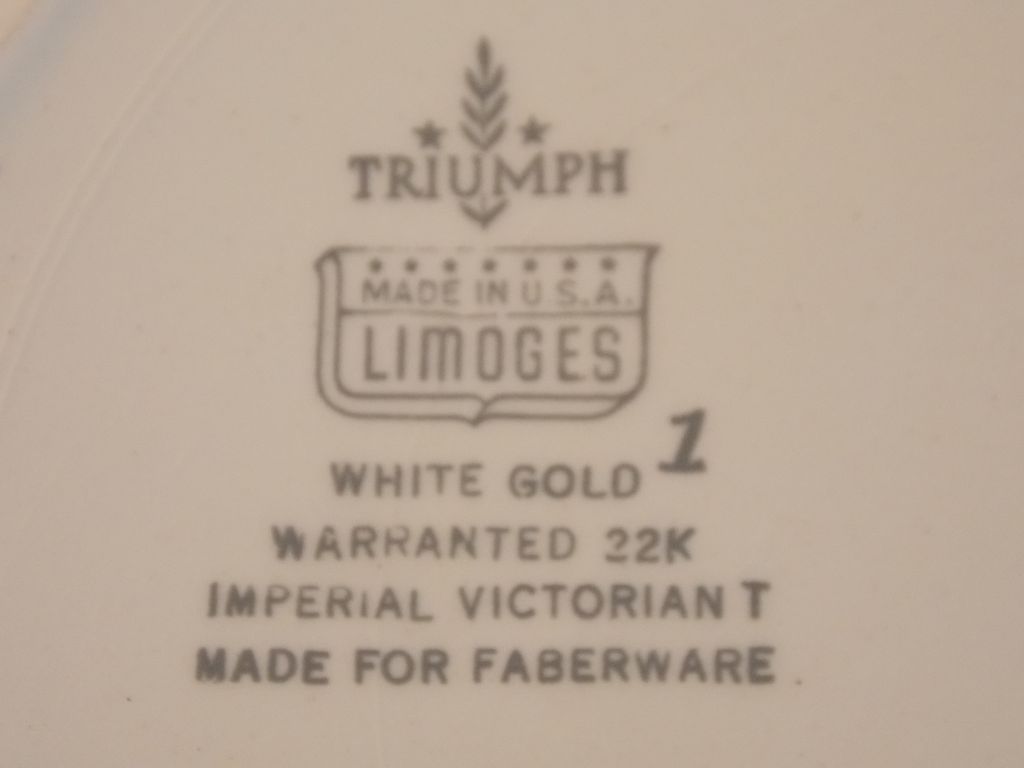 TRIUMPH
MADE IN U.S.A.
LIMOGES
1
WHITE GOLD
WARRANTED 22K
IMPERIAL VICTORIAN T
MADE FOR FABERWARE